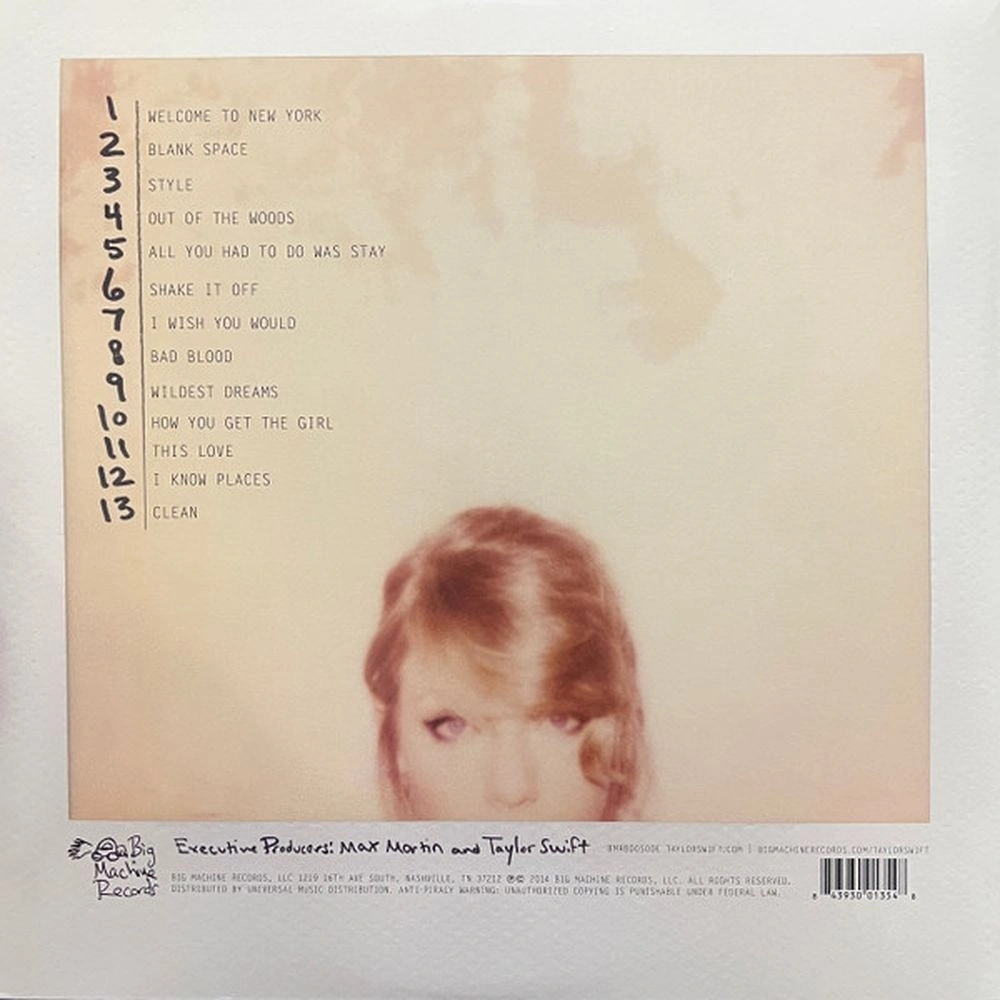 1 WELCOME TO NEW YORK
2 BLANK SPACE
3 STYLE
4 OUT OF THE WOODS
5 ALL YOU HAD TO DO WAS STAY
6 SHAKE IT OFF
7 I WISH YOU WOULD
8 BAD BLOOD
9 WILDEST DREAMS
10 HOW YOU GET THE GIRL
11 THIS LOVE
12 I KNOW PLACES
13 CLEAN
Big Machine Records
Executive Producers: Max Martin and Taylor Swift
TAYLORSWIFT.COM | BIGMACHINERECORDS.COM/TAYLORSWIFT
BIG MACHINE RECORDS, LLC 1219 16TH AVE SOUTH, NASHVILLE, TN 37212 ℗© 2014 BIG MACHINE RECORDS, LLC. ALL RIGHTS RESERVED.
DISTRIBUTED BY UNIVERSAL MUSIC DISTRIBUTION. ANTI-PIRACY WARNING: UNAUTHORIZED COPYING IS PUNISHABLE UNDER FEDERAL LAW.
8 43930 01354 8